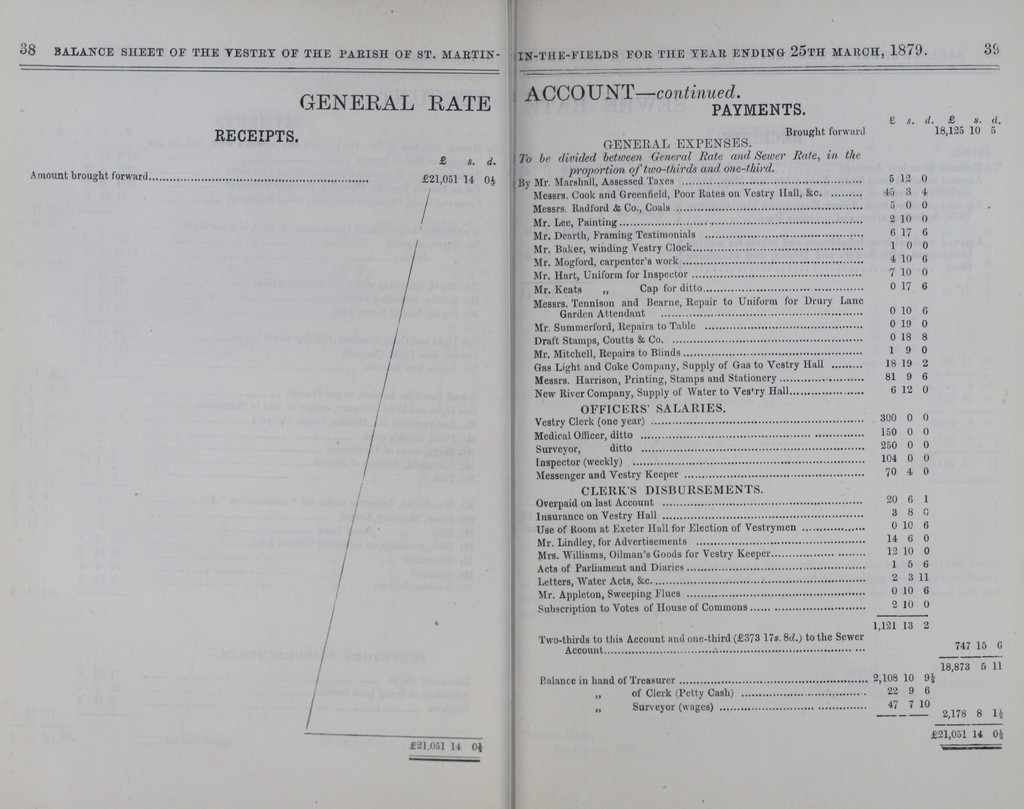 38 BALANCE SHEET OF THE VESTRY OF THE PARISH OF ST. MARTIN-
GENERAL RATE
RECEIPTS.
£ s. d.
Amount brought forward........ £21,051 14 0½
£21,051 14 0½
IN-THE-FIELDS FOR THE YEAR ENDING 25TH MARCH, 1879. 39
ACCOUNT—continued.
PAYMENTS.
£ s. d. £ s. d.
Brought forward 18,125 10 5
GENERAL EXPENSES.
To be divided between General Rate and Sewer Rate, in the
proportion of two-thirds and one-third.
By Mr. Marshall, Assessed Taxes ........ 5 12 0
Messrs. Cook and Greenfield, Poor Rates on Vestry Hall, &c. ........ 45 3 4
Messrs. Radford & Co., Coals ........ 5 0 0
Mr. Lee, Painting ........ 2 10 0
Mr. Dearth, Framing Testimonials ........ 6 17 6
Mr. Baker, winding Vestry Clock ........ 1 0 0
Mr. Mogford, carpenter's work ........ 4 10 6
Mr. Hart, Uniform for Inspector ........ 7 10 0
Mr. Keats „ Cap for ditto ........ 0 17 6
Messrs. Tennison and Bearne, Repair to Uniform for Drury Lane
Garden Attendant ........ 0 10 6
Mr. Summerford, Repairs to Table ........ 0 19 0
Draft Stamps, Coutts & Co. ........ 0 18 8
Mr. Mitchell, Repairs to Blinds ........ 1 9 0
Gas Light and Coke Company, Supply of Gas to Vestry Hall ........ 18 19 2
Messrs. Harrison, Printing, Stamps and Stationery ........ 81 9 6
New River Company, Supply of Water to Vestry Hall ........ 6 12 0
OFFICERS' SALARIES.
Vestry Clerk (one year) ........ 300 0 0
Medical Officer, ditto ........ 150 0 0
Surveyor, ditto ........ 250 0 0
Inspector (weekly) ........ 104 0 0
Messenger and Vestry Keeper ........ 70 4 0
CLERK'S DISBURSEMENTS.
Overpaid on last Account ........ 20 6 1
Insurance on Vestry Hall ........ 3 8 0
Use of Room at Exeter Hall for Election of Vestrymen ........ 0 10 6
Mr. Lindley, for Advertisements ........ 14 6 0
Mrs. Williams, Oilman's Goods for Vestry Keeper ........ 12 10 0
Acts of Parliament and Diaries ........ 1 5 6
Letters, Water Acts, &c. ........ 2 3 11
Mr. Appleton, Sweeping Flues ........ 0 10 6
Subscription to Votes of House of Commons ........ 2 10 0
1,121 13 2
Two-thirds to this Account and one-third (£373 17s. 8d.) to the Sewer
Account ........ 747 15 6
18,873 5 11
Balance in hand of Treasurer ........ 2,108 10 9½
„ of Clerk (Petty Cash) ........ 22 9 6
„ Surveyor (wages) ........ 47 7 10
2,178 8 1½
£21,051 14 0½